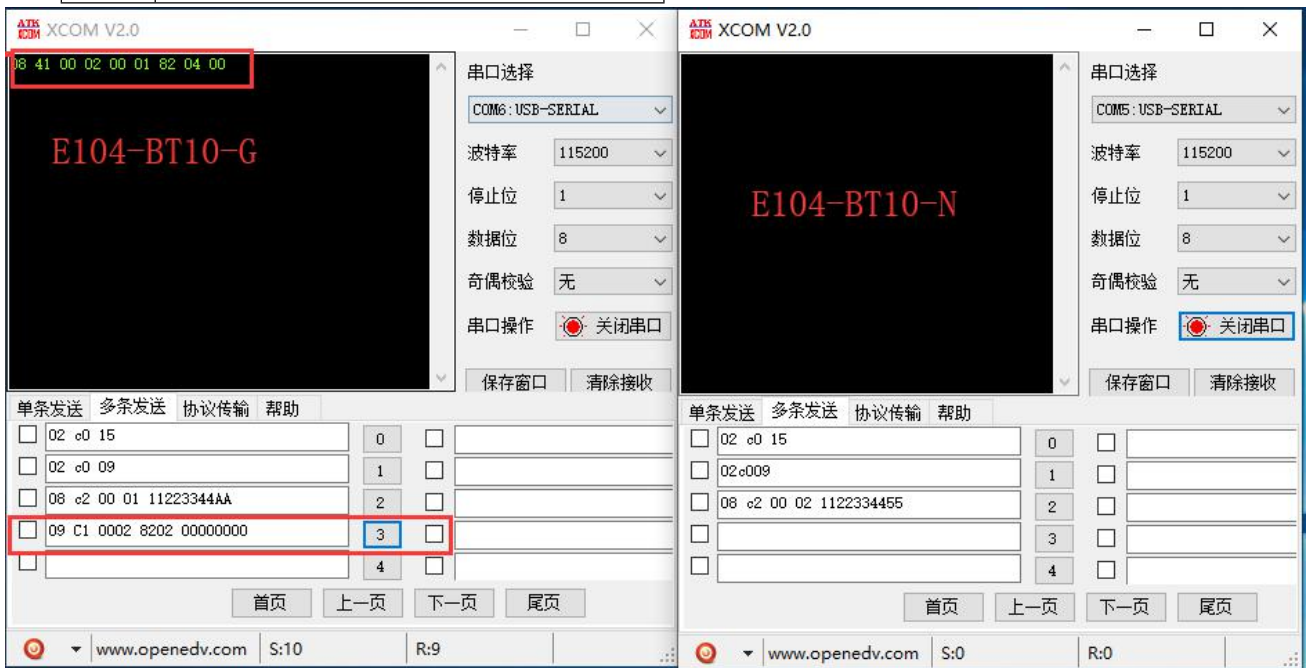 XCOM V2.0
08 41 00 02 00 01 82 04 00
E104-BT10-G
串口选择
COM6:USB-SERIAL
波特率 115200
停止位 1
数据位 8
奇偶校验 无
串口操作 关闭串口
保存窗口 清除接收
单条发送 多条发送 协议传输 帮助
02 c0 15 0
02 c0 09 1
08 c2 00 01 11223344AA 2
09 C1 0002 8202 00000000 3
4
首页 上一页 下一页 尾页
www.openedv.com S:10 R:9
XCOM V2.0
E104-BT10-N
串口选择
COM5:USB-SERIAL
波特率 115200
停止位 1
数据位 8
奇偶校验 无
串口操作 关闭串口
保存窗口 清除接收
单条发送 多条发送 协议传输 帮助
02 c0 15 0
02c009 1
08 c2 00 02 1122334455 2
3
4
首页 上一页 下一页 尾页
www.openedv.com S:0 R:0